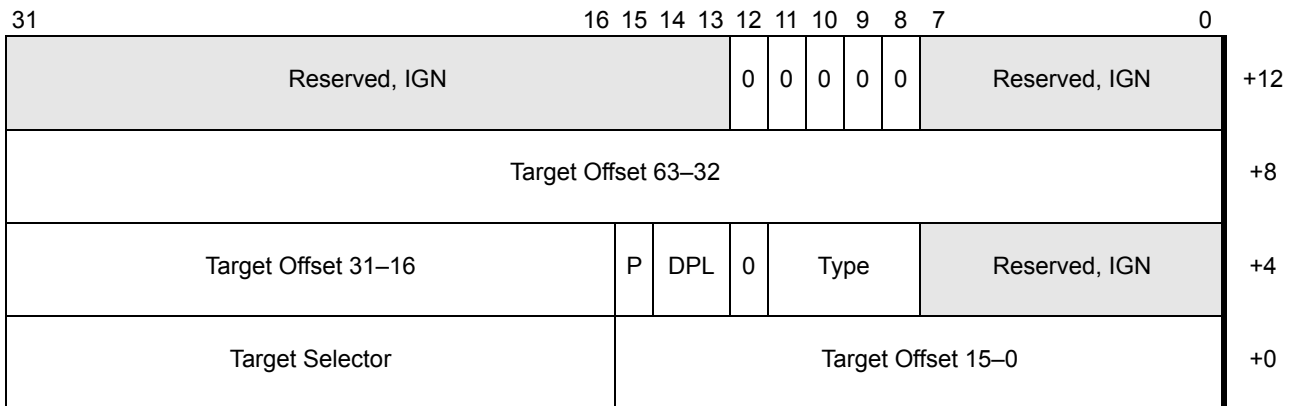 31 16 15 14 13 12 11 10 9 8 7 0
Reserved, IGN 0 0 0 0 0 Reserved, IGN +12
Target Offset 63–32 +8
Target Offset 31–16 P DPL 0 Type Reserved, IGN +4
Target Selector Target Offset 15–0 +0